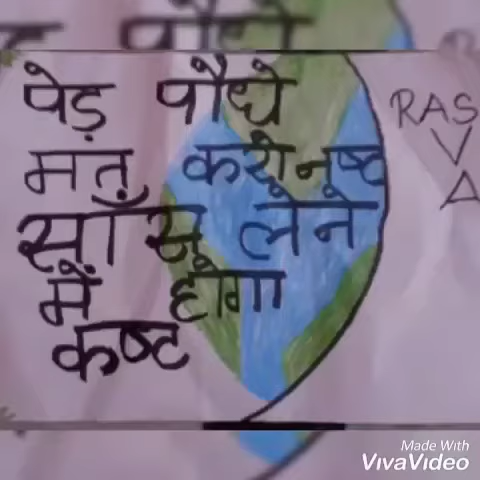 पेड़ पौधे
मत करो नष्ट
साँस लेने
में होगा
कष्ट
RAS
V
A
Made With
VivaVideo